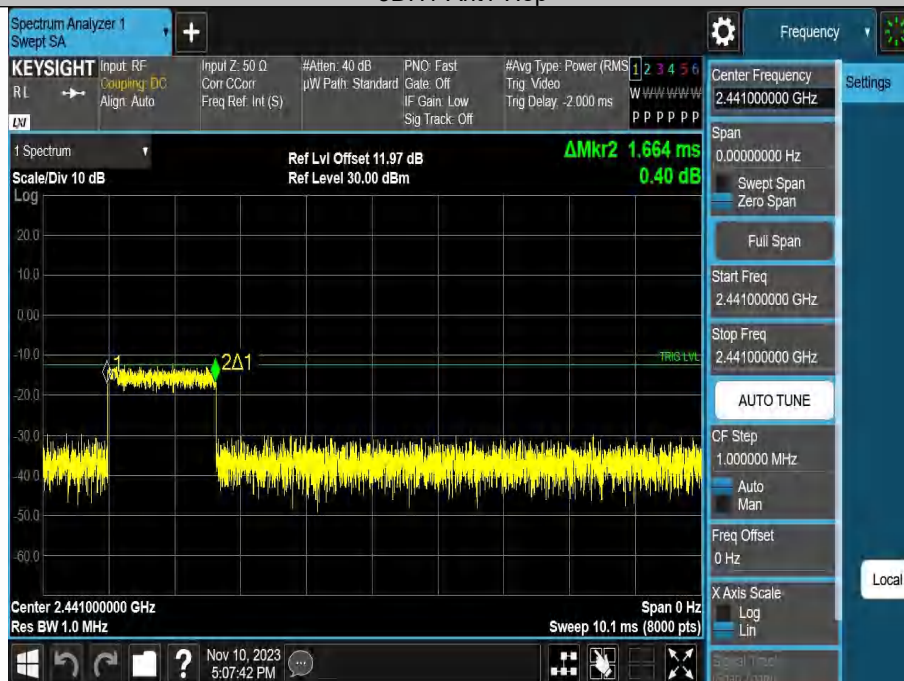 Spectrum Analyzer 1
Swept SA
+
Frequency
KEYSIGHT
RL
LXI
Input: RF
Coupling: DC
Align: Auto
Input Z: 50 Ω
Corr CCorr
Freq Ref: Int (S)
#Atten: 40 dB
µW Path: Standard
PNO: Fast
Gate: Off
IF Gain: Low
Sig Track: Off
#Avg Type: Power (RMS
Trig: Video
Trig Delay: -2.000 ms
1 2 3 4 5 6
W W W W W W
P P P P P P
Center Frequency
2.441000000 GHz
Settings
Span
0.00000000 Hz
Swept Span
Zero Span
Full Span
Start Freq
2.441000000 GHz
Stop Freq
2.441000000 GHz
AUTO TUNE
CF Step
1.000000 MHz
Auto
Man
Freq Offset
0 Hz
X Axis Scale
Log
Lin
Local
1 Spectrum
Scale/Div 10 dB
Log
Ref Lvl Offset 11.97 dB
Ref Level 30.00 dBm
ΔMkr2 1.664 ms
0.40 dB
20.0
10.0
0.00
-10.0
-20.0
-30.0
-40.0
-50.0
-60.0
1
2Δ1
TRIG LVL
Center 2.441000000 GHz
Res BW 1.0 MHz
Span 0 Hz
Sweep 10.1 ms (8000 pts)
?
Nov 10, 2023
5:07:42 PM